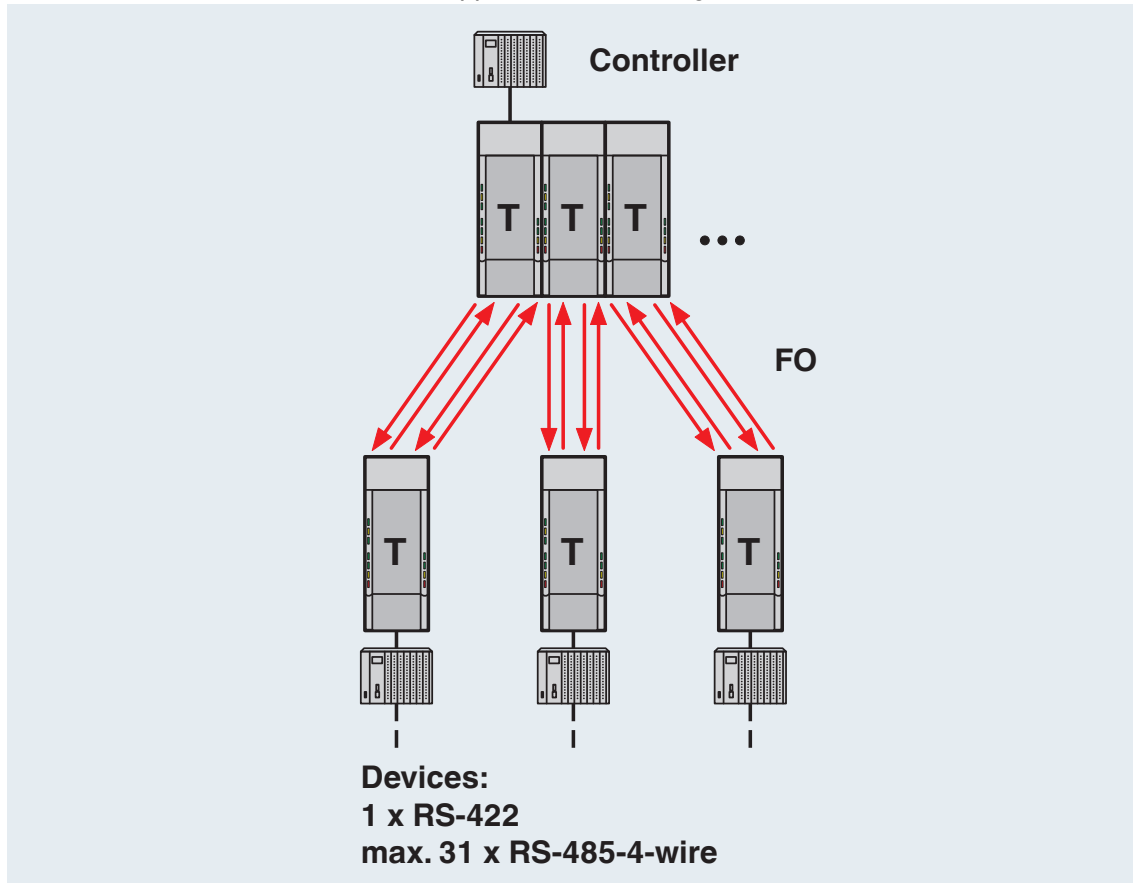 Controller
T T T ...
FO
T T T
Devices:
1 x RS-422
max. 31 x RS-485-4-wire